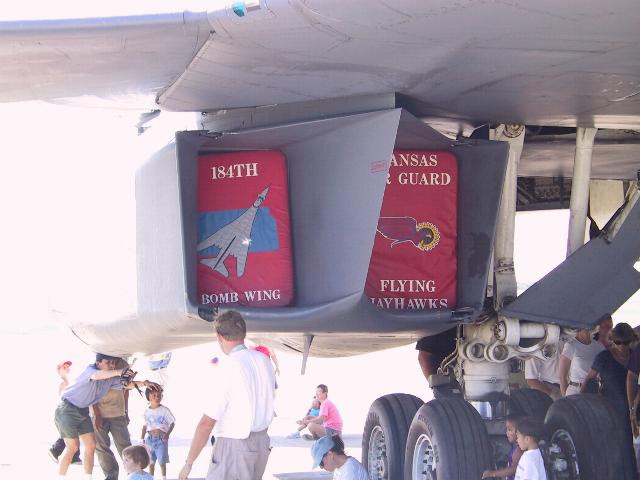 184TH
BOMB WING
ANSAS
R GUARD
FLYING
JAYHAWKS